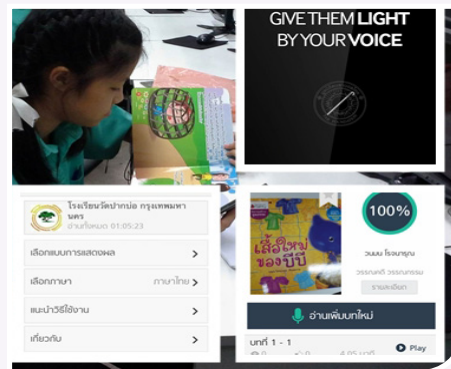 GIVE THEM LIGHT
BY YOUR VOICE
โรงเรียนวัดปากบ่อ กรุงเทพมหา
นคร
อ่านทั้งหมด 01:05:23
เลือกแบบการแสดงผล
เลือกภาษา ภาษาไทย
แนะนำวิธีใช้งาน
เกี่ยวกับ
เสื้อใหม่
ของบีบี
100%
วนบน โรจนารุณ
วรรณคดี วรรณกรรม
รายละเอียด
อ่านเพิ่มบทใหม่
บทที่ 1 - 1
Play